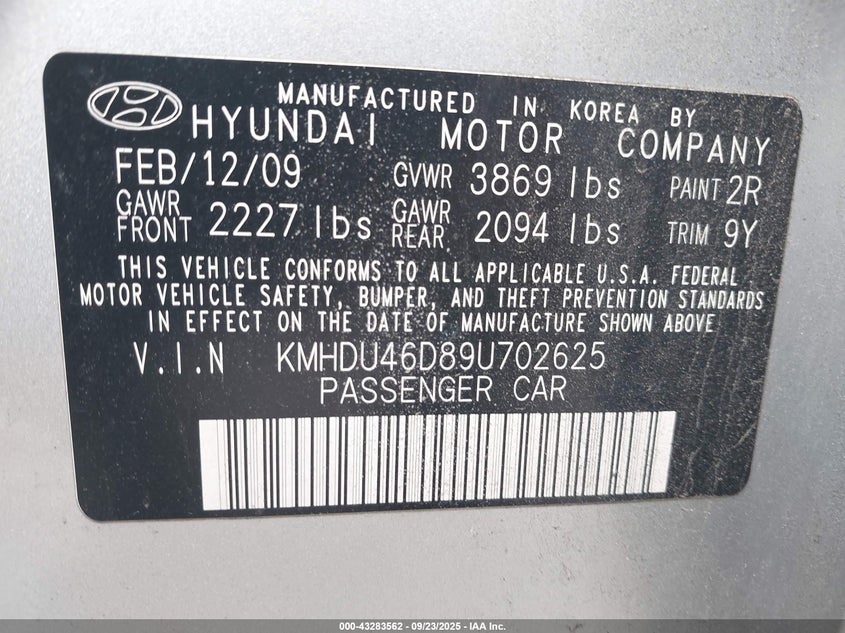 MANUFACTURED IN KOREA BY
HYUNDAI MOTOR COMPANY
FEB/12/09 GVWR 3869 lbs PAINT 2R
GAWR FRONT 2227 lbs GAWR REAR 2094 lbs TRIM 9Y
THIS VEHICLE CONFORMS TO ALL APPLICABLE U.S.A. FEDERAL
MOTOR VEHICLE SAFETY, BUMPER, AND THEFT PREVENTION STANDARDS
IN EFFECT ON THE DATE OF MANUFACTURE SHOWN ABOVE
V.I.N KMHDU46D89U702625
PASSENGER CAR
000-43283562 - 09/23/2025 - IAA Inc.